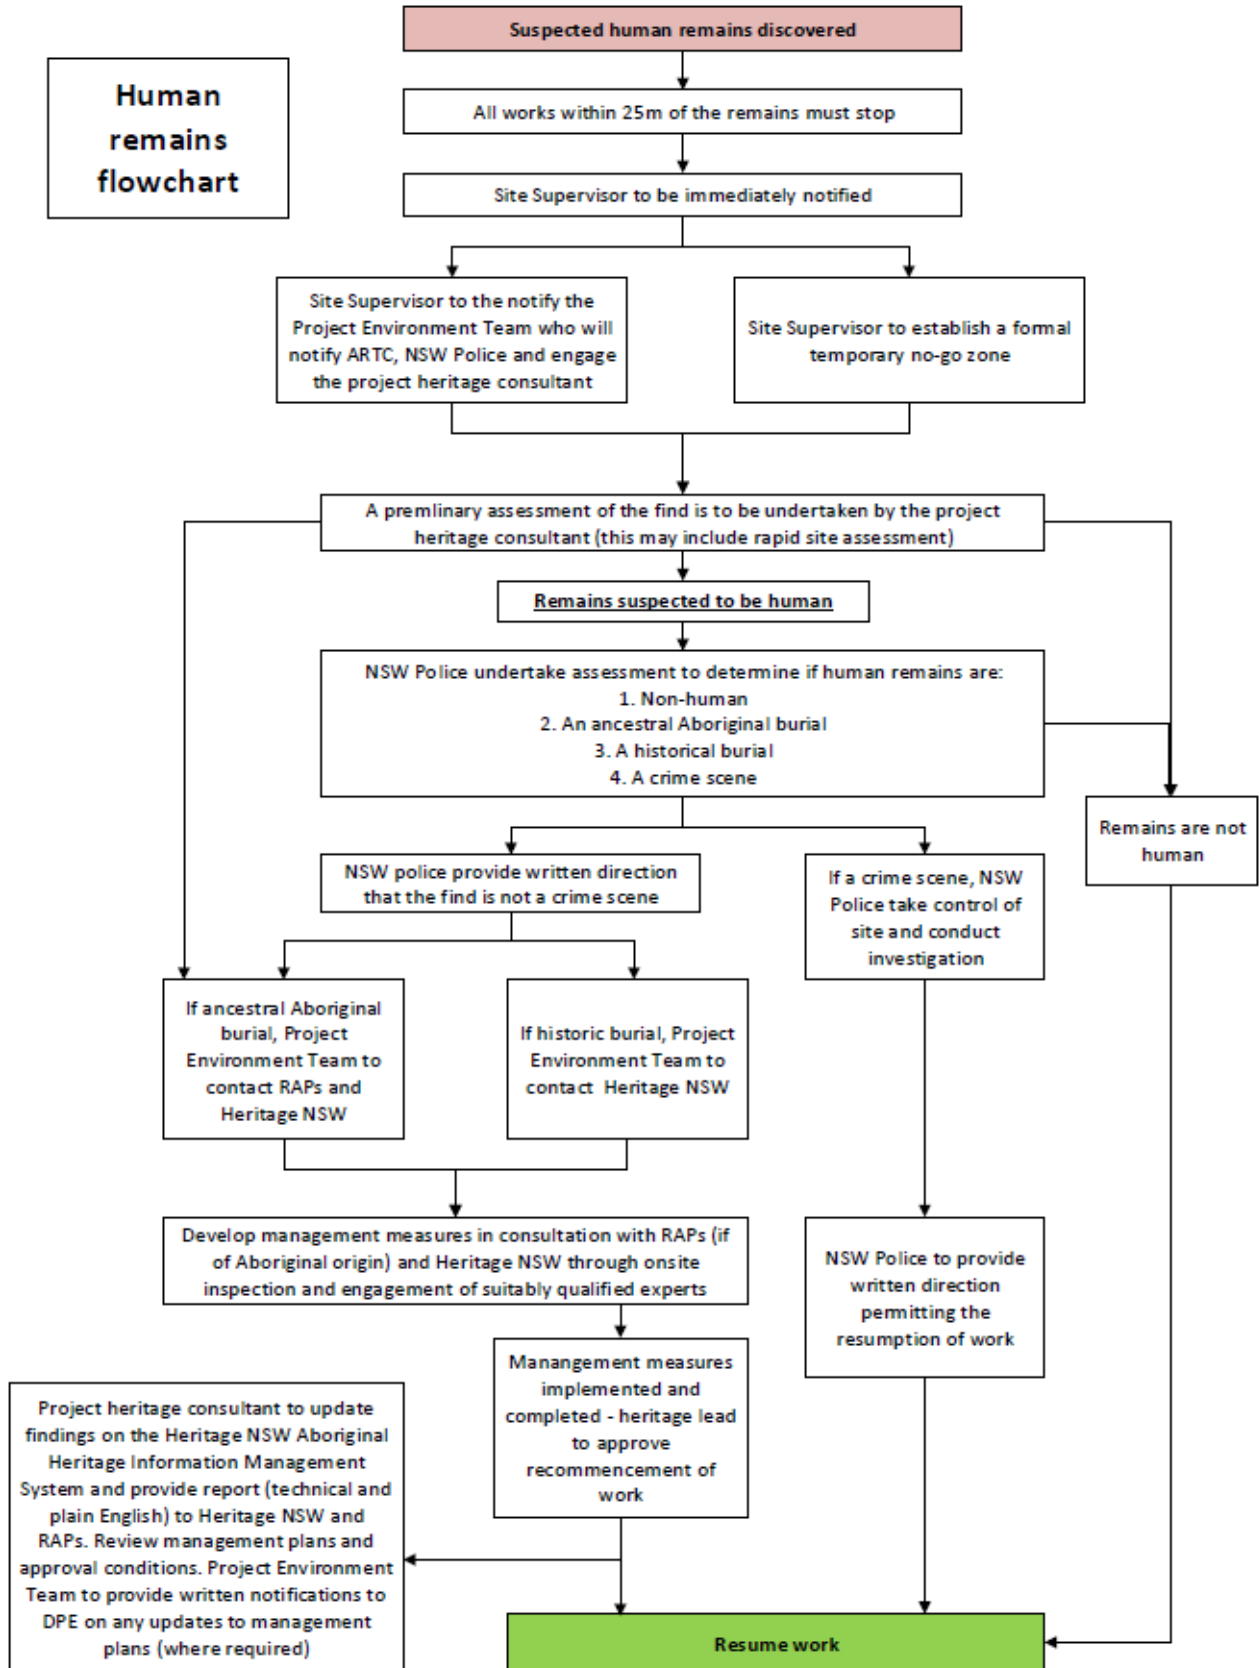 Suspected human remains discovered
Human
remains
flowchart
All works within 25m of the remains must stop
Site Supervisor to be immediately notified
Site Supervisor to the notify the
Project Environment Team who will
notify ARTC, NSW Police and engage
the project heritage consultant
Site Supervisor to establish a formal
temporary no-go zone
A premlinary assessment of the find is to be undertaken by the project
heritage consultant (this may include rapid site assessment)
Remains suspected to be human
NSW Police undertake assessment to determine if human remains are:
1. Non-human
2. An ancestral Aboriginal burial
3. A historical burial
4. A crime scene
Remains are not
human
NSW police provide written direction
that the find is not a crime scene
If a crime scene, NSW
Police take control of
site and conduct
investigation
If ancestral Aboriginal
burial, Project
Environment Team to
contact RAPs and
Heritage NSW
If historic burial, Project
Environment Team to
contact Heritage NSW
Develop management measures in consultation with RAPs (if
of Aboriginal origin) and Heritage NSW through onsite
inspection and engagement of suitably qualified experts
NSW Police to provide
written direction
permitting the
resumption of work
Manangement measures
implemented and
completed - heritage lead
to approve
recommencement of
work
Project heritage consultant to update
findings on the Heritage NSW Aboriginal
Heritage Information Management
System and provide report (technical and
plain English) to Heritage NSW and
RAPs. Review management plans and
approval conditions. Project Environment
Team to provide written notifications to
DPE on any updates to management
plans (where required)
Resume work